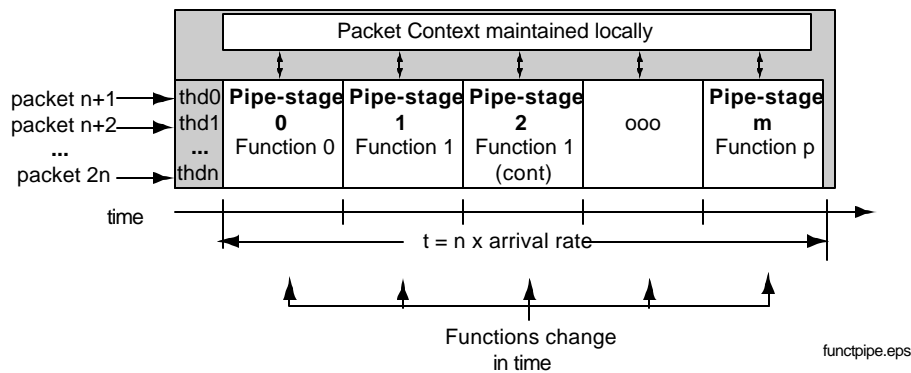 Packet Context maintained locally
packet n+1
packet n+2
...
packet 2n
thd0
thd1
...
thdn
Pipe-stage
0
Function 0
Pipe-stage
1
Function 1
Pipe-stage
2
Function 1
(cont)
ooo
Pipe-stage
m
Function p
time
t = n x arrival rate
Functions change
in time
functpipe.eps